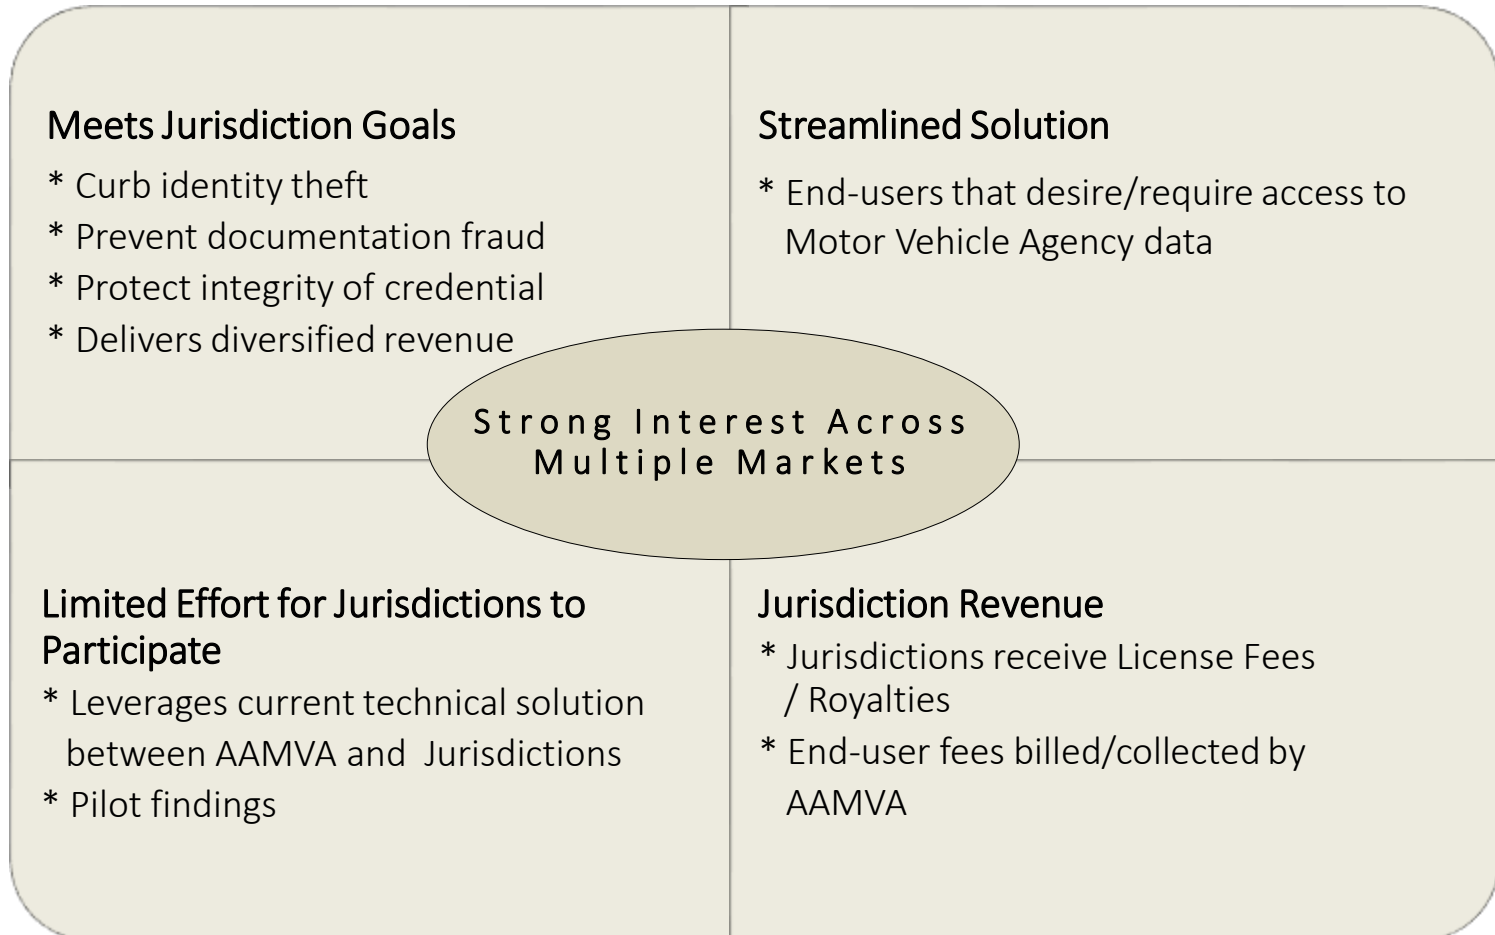 Meets Jurisdiction Goals
* Curb identity theft
* Prevent documentation fraud
* Protect integrity of credential
* Delivers diversified revenue
Streamlined Solution
* End-users that desire/require access to
Motor Vehicle Agency data
Strong Interest Across
Multiple Markets
Limited Effort for Jurisdictions to
Participate
* Leverages current technical solution
between AAMVA and Jurisdictions
* Pilot findings
Jurisdiction Revenue
* Jurisdictions receive License Fees
/ Royalties
* End-user fees billed/collected by
AAMVA